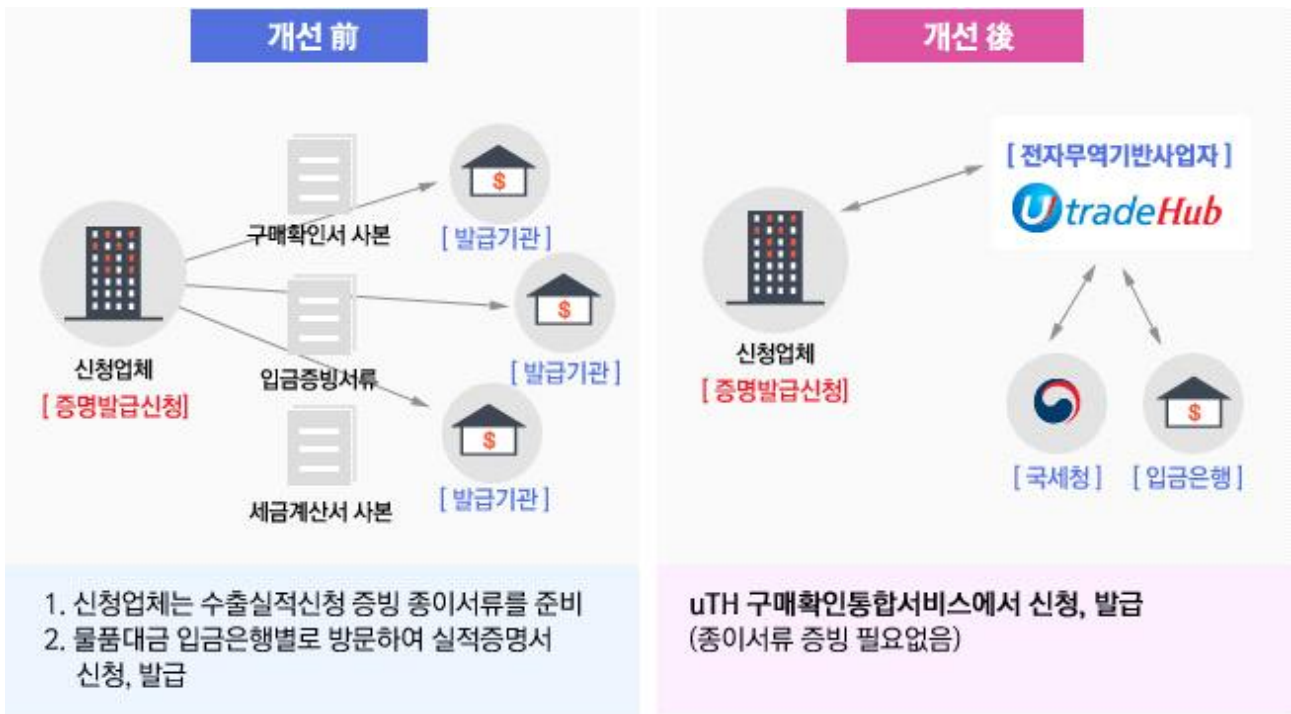 개선 前
구매확인서 사본
[ 발급기관 ]
신청업체
[ 증명발급신청]
입금증빙서류
[ 발급기관 ]
세금계산서 사본
[ 발급기관 ]
1. 신청업체는 수출실적신청 증빙 종이서류를 준비
2. 물품대금 입금은행별로 방문하여 실적증명서
신청, 발급
개선 後
[ 전자무역기반사업자 ]
U tradeHub
신청업체
[ 증명발급신청]
[ 국세청 ]
[ 입금은행 ]
uTH 구매확인통합서비스에서 신청, 발급
(종이서류 증빙 필요없음)